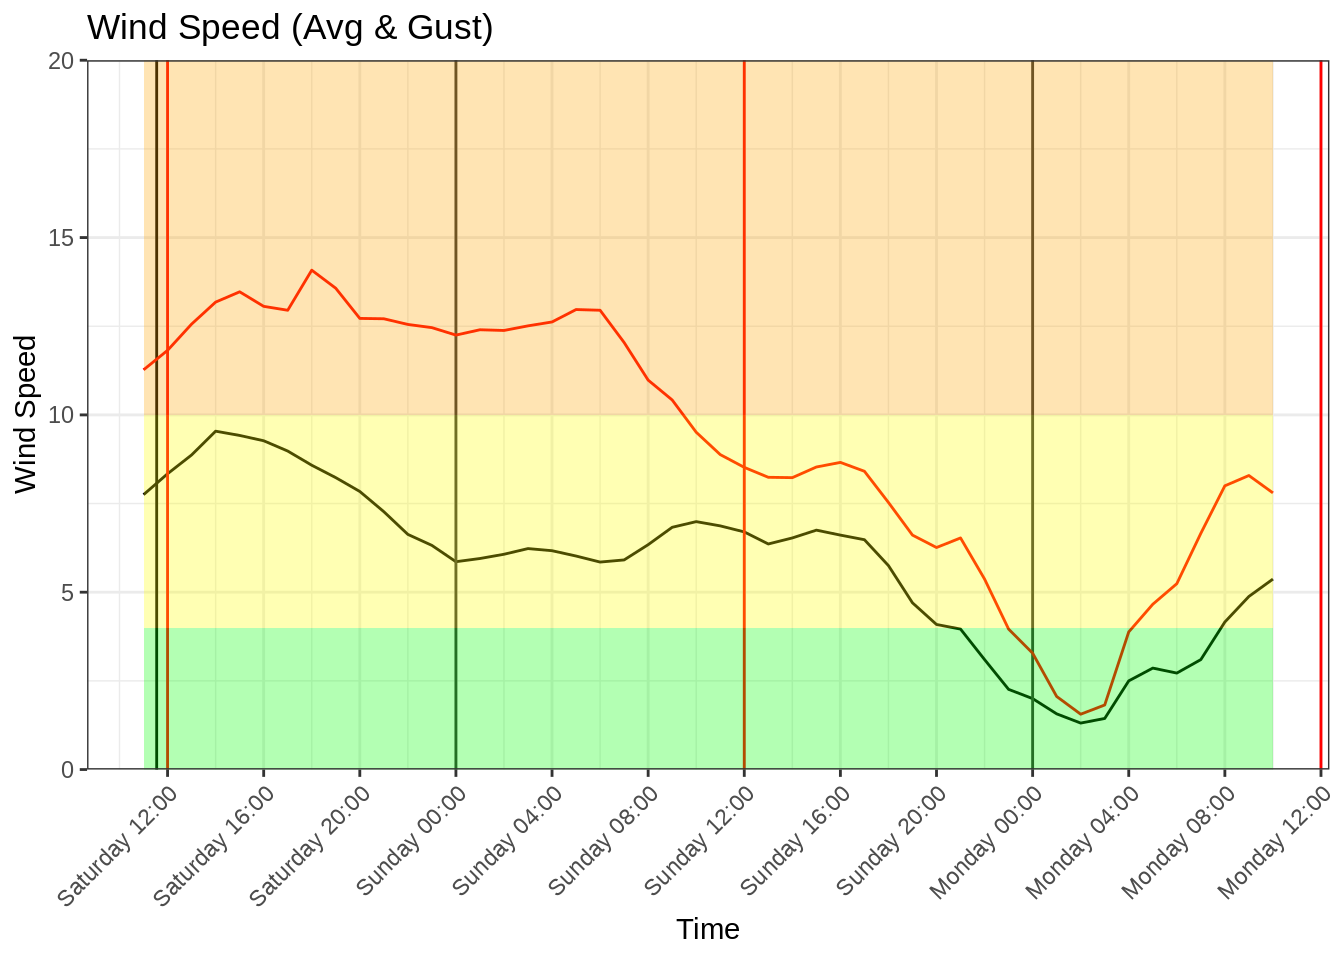 Wind Speed (Avg & Gust)
20
15
10
5
0
Wind Speed
Saturday 12:00
Saturday 16:00
Saturday 20:00
Sunday 00:00
Sunday 04:00
Sunday 08:00
Sunday 12:00
Sunday 16:00
Sunday 20:00
Monday 00:00
Monday 04:00
Monday 08:00
Monday 12:00
Time